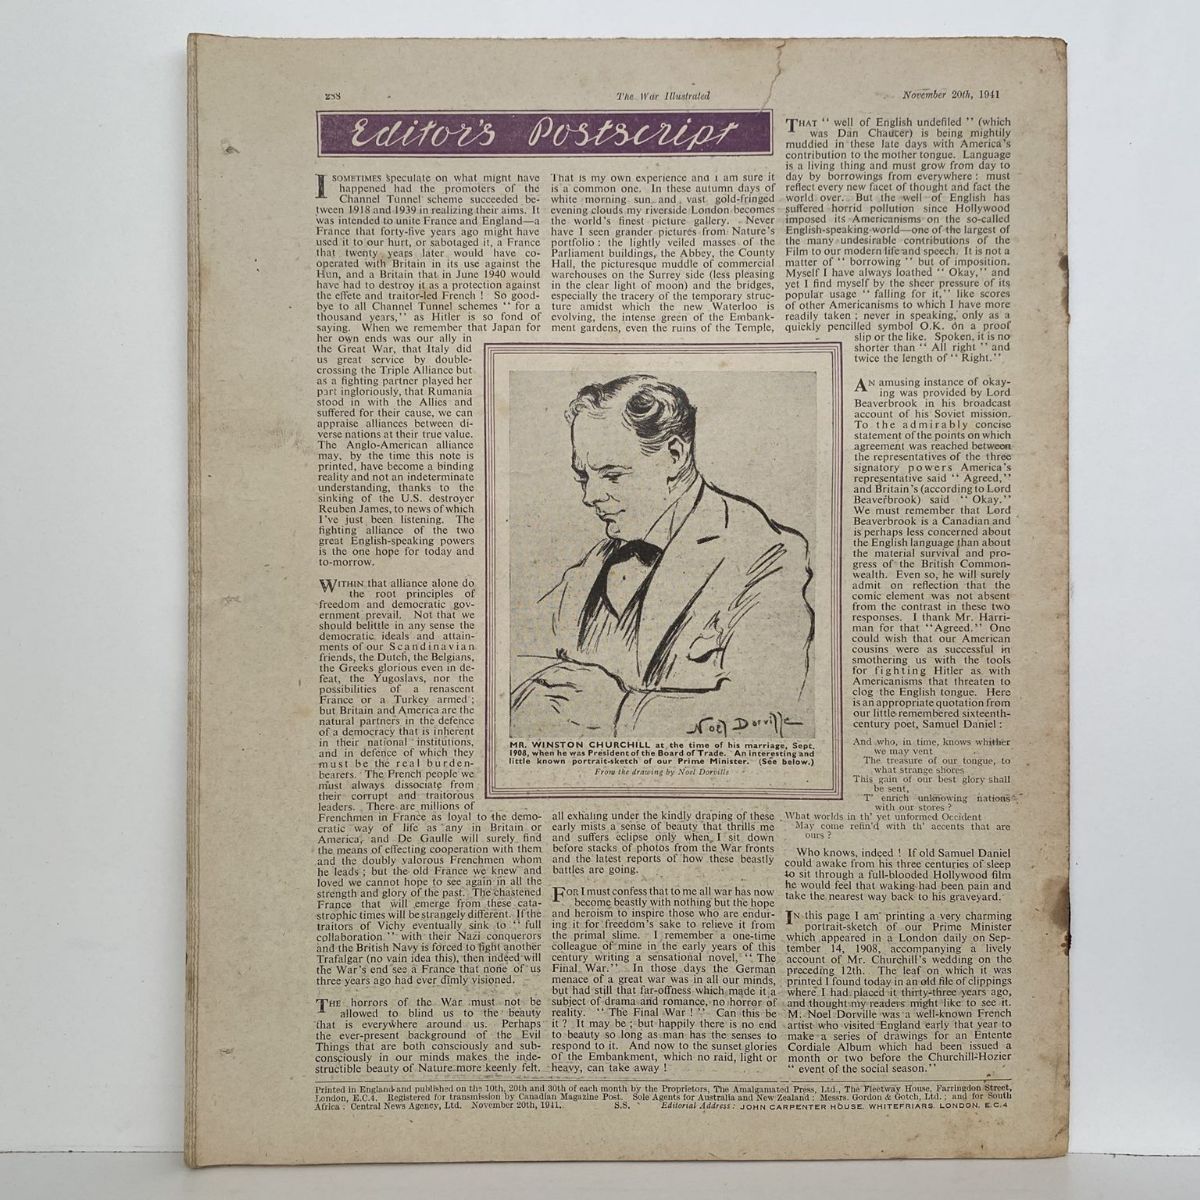 288
The War Illustrated
November 20th, 1941
Editor's Postscript
I SOMETIMES speculate on what might have
happened had the promoters of the
Channel Tunnel scheme succeeded be-
tween 1918 and 1939 in realizing their aims. It
was intended to unite France and England—a
France that forty-five years ago might have
used it to our hurt, or sabotaged it, a France
that twenty years later would have co-
operated with Britain in its use against the
Hun, and a Britain that in June 1940 would
have had to destroy it as a protection against
the effete and traitor-led French ! So good-
bye to all Channel Tunnel schemes “ for a
thousand years,” as Hitler is so fond of
saying. When we remember that Japan for
her own ends was our ally in
the Great War, that Italy did
us great service by double-
crossing the Triple Alliance but
as a fighting partner played her
part ingloriously, that Rumania
stood in with the Allies and
suffered for their cause, we can
appraise alliances between di-
verse nations at their true value.
The Anglo-American alliance
may, by the time this note is
printed, have become a binding
reality and not an indeterminate
understanding, thanks to the
sinking of the U.S. destroyer
Reuben James, to news of which
I've just been listening. The
fighting alliance of the two
great English-speaking powers
is the one hope for today and
to-morrow.
WITHIN that alliance alone do
the root principles of
freedom and democratic gov-
ernment prevail. Not that we
should belittle in any sense the
democratic ideals and attain-
ments of our Scandinavian
friends, the Dutch, the Belgians,
the Greeks glorious even in de-
feat, the Yugoslavs, nor the
possibilities of a renascent
France or a Turkey armed ;
but Britain and America are the
natural partners in the defence
of a democracy that is inherent
in their national institutions,
and in defence of which they
must be the real burden-
bearers. The French people we
must always dissociate from
their corrupt and traitorous
leaders. There are millions of
Frenchmen in France as loyal to the demo-
cratic way of life as any in Britain or
America, and De Gaulle will surely find
the means of effecting cooperation with them
and the doubly valorous Frenchmen whom
he leads ; but the old France we knew and
loved we cannot hope to see again in all the
strength and glory of the past. The chastened
France that will emerge from these cata-
strophic times will be strangely different. If the
traitors of Vichy eventually sink to “ full
collaboration ” with their Nazi conquerors
and the British Navy is forced to fight another
Trafalgar (no vain idea this), then indeed will
the War's end see a France that none of us
three years ago had ever dimly visioned.
THE horrors of the War must not be
allowed to blind us to the beauty
that is everywhere around us. Perhaps
the ever-present background of the Evil
Things that are both consciously and sub-
consciously in our minds makes the inde-
structible beauty of Nature more keenly felt.
That is my own experience and I am sure it
is a common one. In these autumn days of
white morning sun and vast gold-fringed
evening clouds my riverside London becomes
the world's finest picture gallery. Never
have I seen grander pictures from Nature's
portfolio : the lightly veiled masses of the
Parliament buildings, the Abbey, the County
Hall, the picturesque muddle of commercial
warehouses on the Surrey side (less pleasing
in the clear light of moon) and the bridges,
especially the tracery of the temporary struc-
ture amidst which the new Waterloo is
evolving, the intense green of the Embank-
ment gardens, even the ruins of the Temple,
Noël Dorville
MR. WINSTON CHURCHILL at the time of his marriage, Sept.
1908, when he was President of the Board of Trade. An interesting and
little known portrait-sketch of our Prime Minister. (See below.)
From the drawing by Noel Dorville
all exhaling under the kindly draping of these
early mists a sense of beauty that thrills me
and suffers eclipse only when I sit down
before stacks of photos from the War fronts
and the latest reports of how these beastly
battles are going.
FOR I must confess that to me all war has now
become beastly with nothing but the hope
and heroism to inspire those who are endur-
ing it for freedom's sake to relieve it from
the primal slime. I remember a one-time
colleague of mine in the early years of this
century writing a sensational novel, “ The
Final War.” In those days the German
menace of a great war was in all our minds,
but had still that far-offness which made it a
subject of drama and romance, no horror of
reality. “ The Final War ! ” Can this be
it ? It may be ; but happily there is no end
to beauty so long as man has the senses to
respond to it. And now to the sunset glories
of the Embankment, which no raid, light or
heavy, can take away !
THAT “ well of English undefiled ” (which
was Dan Chaucer) is being mightily
muddied in these late days with America's
contribution to the mother tongue. Language
is a living thing and must grow from day to
day by borrowings from everywhere : must
reflect every new facet of thought and fact the
world over. But the well of English has
suffered horrid pollution since Hollywood
imposed its Americanisms on the so-called
English-speaking world—one of the largest of
the many undesirable contributions of the
Film to our modern life and speech. It is not a
matter of “ borrowing ” but of imposition.
Myself I have always loathed “ Okay,” and
yet I find myself by the sheer pressure of its
popular usage “ falling for it,” like scores
of other Americanisms to which I have more
readily taken ; never in speaking, only as a
quickly pencilled symbol O.K. on a proof
slip or the like. Spoken, it is no
shorter than “ All right ” and
twice the length of “ Right.”
AN amusing instance of okay-
ing was provided by Lord
Beaverbrook in his broadcast
account of his Soviet mission.
To the admirably concise
statement of the points on which
agreement was reached between
the representatives of the three
signatory powers America's
representative said “ Agreed,”
and Britain's (according to Lord
Beaverbrook) said “ Okay.”
We must remember that Lord
Beaverbrook is a Canadian and
is perhaps less concerned about
the English language than about
the material survival and pro-
gress of the British Common-
wealth. Even so, he will surely
admit on reflection that the
comic element was not absent
from the contrast in these two
responses. I thank Mr. Harri-
man for that “Agreed.” One
could wish that our American
cousins were as successful in
smothering us with the tools
for fighting Hitler as with
Americanisms that threaten to
clog the English tongue. Here
is an appropriate quotation from
our little remembered sixteenth-
century poet, Samuel Daniel :
And who, in time, knows whither
we may vent
The treasure of our tongue, to
what strange shores
This gain of our best glory shall
be sent,
T' enrich unknowing nations
with our stores ?
What worlds in th' yet unformed Occident
May come refin'd with th' accents that are
ours ?
Who knows, indeed ! If old Samuel Daniel
could awake from his three centuries of sleep
to sit through a full-blooded Hollywood film
he would feel that waking had been pain and
take the nearest way back to his graveyard.
IN this page I am printing a very charming
portrait-sketch of our Prime Minister
which appeared in a London daily on Sep-
tember 14, 1908, accompanying a lively
account of Mr. Churchill's wedding on the
preceding 12th. The leaf on which it was
printed I found today in an old file of clippings
where I had placed it thirty-three years ago,
and thought my readers might like to see it.
M. Noel Dorville was a well-known French
artist who visited England early that year to
make a series of drawings for an Entente
Cordiale Album which had been issued a
month or two before the Churchill-Hozier
“ event of the social season.”
Printed in England and published on the 10th, 20th and 30th of each month by the Proprietors, The Amalgamated Press, Ltd., The Fleetway House, Farringdon Street,
London, E.C.4. Registered for transmission by Canadian Magazine Post. Sole Agents for Australia and New Zealand : Messrs. Gordon & Gotch, Ltd. ; and for South
Africa : Central News Agency, Ltd. November 20th, 1941. S.S. Editorial Address : JOHN CARPENTER HOUSE, WHITEFRIARS, LONDON, E.C.4